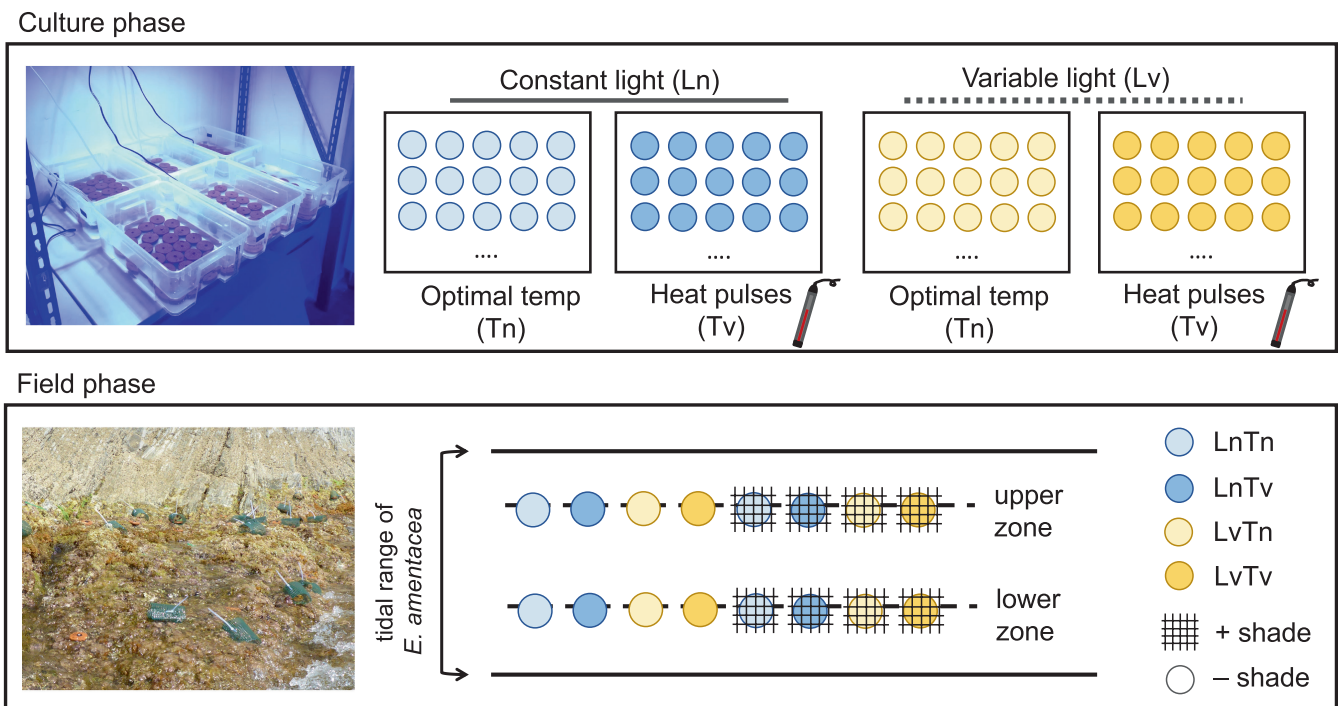 Culture phase
Constant light (Ln)
Variable light (Lv)
....
....
....
....
Optimal temp
(Tn)
Heat pulses
(Tv)
Optimal temp
(Tn)
Heat pulses
(Tv)
Field phase
tidal range of
E. amentacea
upper
zone
lower
zone
LnTn
LnTv
LvTn
LvTv
+ shade
– shade